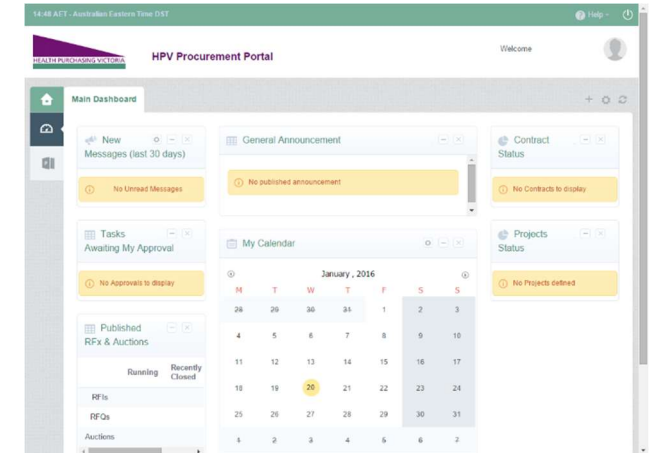 14:48 AFT - Australian Eastern Time DST
Help
HEALTH PURCHASING VICTORIA
HPV Procurement Portal
Welcome
Main Dashboard
New
Messages (last 30 days)
No Unread Messages
General Announcement
No published announcement
Contract
Status
No Contracts to display
Tasks
Awaiting My Approval
No Approvals to display
My Calendar
January , 2016
M T W T F S S
28 29 30 31 1 2 3
4 5 6 7 8 9 10
11 12 13 14 15 16 17
18 19 20 21 22 23 24
25 26 27 28 29 30 31
1 2 3 4 5 6 7
Projects
Status
No Projects defined
Published
RFx & Auctions
Running Recently
Closed
RFIs
RFQs
Auctions